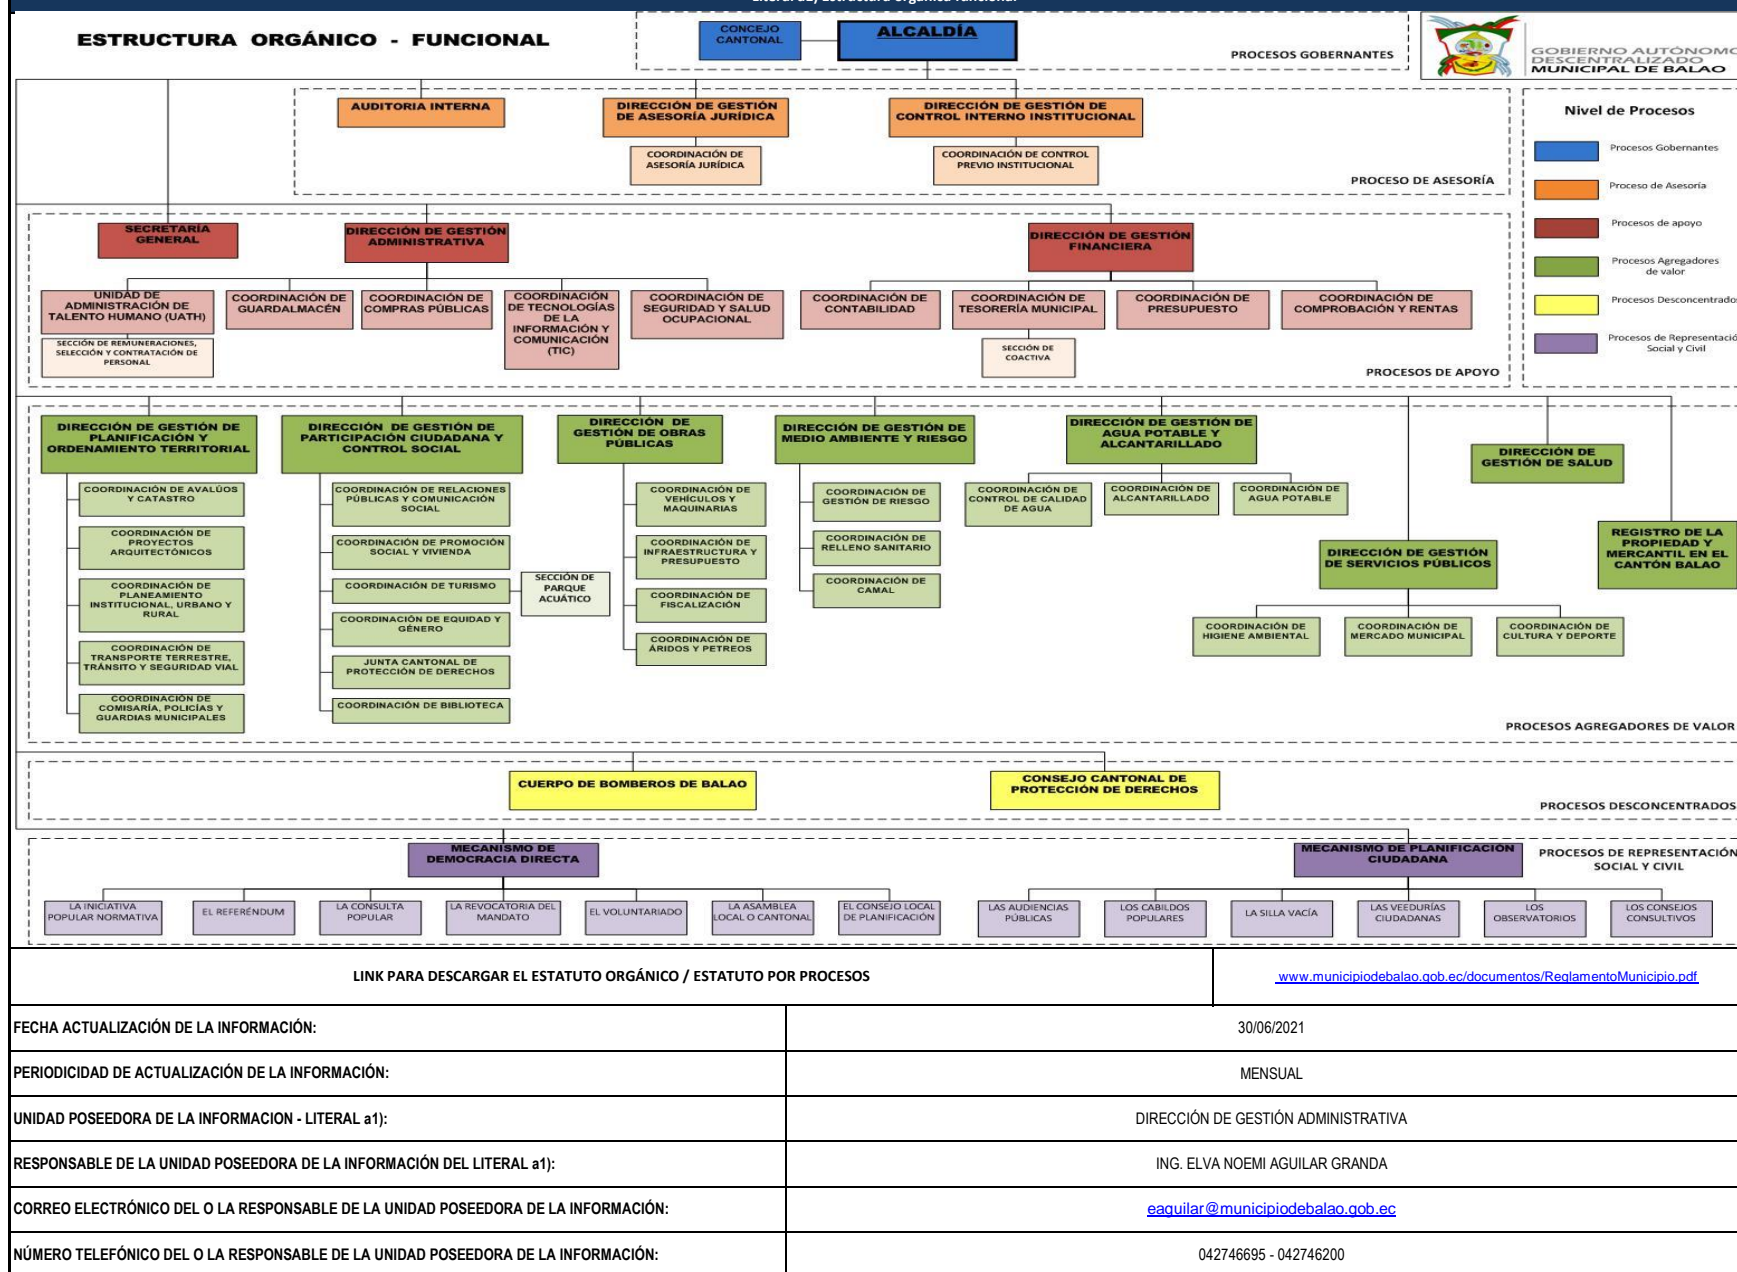 Literal a1) Estructura orgánica funcional
ESTRUCTURA ORGÁNICO - FUNCIONAL
CONCEJO
CANTONAL
ALCALDÍA
PROCESOS GOBERNANTES
GOBIERNO AUTÓNOMO
DESCENTRALIZADO
MUNICIPAL DE BALAO
AUDITORIA INTERNA
DIRECCIÓN DE GESTIÓN
DE ASESORÍA JURÍDICA
DIRECCIÓN DE GESTIÓN DE
CONTROL INTERNO INSTITUCIONAL
COORDINACIÓN DE
ASESORÍA JURÍDICA
COORDINACIÓN DE CONTROL
PREVIO INSTITUCIONAL
PROCESO DE ASESORÍA
Nivel de Procesos
Procesos Gobernantes
Proceso de Asesoría
Procesos de apoyo
Procesos Agregadores
de valor
Procesos Desconcentrados
Procesos de Representació
Social y Civil
SECRETARÍA
GENERAL
DIRECCIÓN DE GESTIÓN
ADMINISTRATIVA
DIRECCIÓN DE GESTIÓN
FINANCIERA
UNIDAD DE
ADMINISTRACIÓN DE
TALENTO HUMANO (UATH)
SECCIÓN DE REMUNERACIONES,
SELECCIÓN Y CONTRATACIÓN DE
PERSONAL
COORDINACIÓN DE
GUARDALMACÉN
COORDINACIÓN DE
COMPRAS PÚBLICAS
COORDINACIÓN
DE TECNOLOGÍAS
DE LA
INFORMACIÓN Y
COMUNICACIÓN
(TIC)
COORDINACIÓN DE
SEGURIDAD Y SALUD
OCUPACIONAL
COORDINACIÓN DE
CONTABILIDAD
COORDINACIÓN DE
TESORERÍA MUNICIPAL
SECCIÓN DE
COACTIVA
COORDINACIÓN DE
PRESUPUESTO
COORDINACIÓN DE
COMPROBACIÓN Y RENTAS
PROCESOS DE APOYO
DIRECCIÓN DE GESTIÓN DE
PLANIFICACIÓN Y
ORDENAMIENTO TERRITORIAL
COORDINACIÓN DE AVALÚOS
Y CATASTRO
COORDINACIÓN DE
PROYECTOS
ARQUITECTÓNICOS
COORDINACIÓN DE
PLANEAMIENTO
INSTITUCIONAL, URBANO Y
RURAL
COORDINACIÓN DE
TRANSPORTE TERRESTRE,
TRÁNSITO Y SEGURIDAD VIAL
COORDINACIÓN DE
COMISARÍA, POLICÍAS Y
GUARDIAS MUNICIPALES
DIRECCIÓN DE GESTIÓN DE
PARTICIPACIÓN CIUDADANA Y
CONTROL SOCIAL
COORDINACIÓN DE RELACIONES
PÚBLICAS Y COMUNICACIÓN
SOCIAL
COORDINACIÓN DE PROMOCIÓN
SOCIAL Y VIVIENDA
COORDINACIÓN DE TURISMO
SECCIÓN DE
PARQUE
ACUÁTICO
COORDINACIÓN DE EQUIDAD Y
GÉNERO
JUNTA CANTONAL DE
PROTECCIÓN DE DERECHOS
COORDINACIÓN DE BIBLIOTECA
DIRECCIÓN DE
GESTIÓN DE OBRAS
PÚBLICAS
COORDINACIÓN DE
VEHÍCULOS Y
MAQUINARIAS
COORDINACIÓN DE
INFRAESTRUCTURA Y
PRESUPUESTO
COORDINACIÓN DE
FISCALIZACIÓN
COORDINACIÓN DE
ÁRIDOS Y PETREOS
DIRECCIÓN DE GESTIÓN DE
MEDIO AMBIENTE Y RIESGO
COORDINACIÓN DE
GESTIÓN DE RIESGO
COORDINACIÓN DE
RELLENO SANITARIO
COORDINACIÓN DE
CAMAL
DIRECCIÓN DE GESTIÓN DE
AGUA POTABLE Y
ALCANTARILLADO
COORDINACIÓN DE
CONTROL DE CALIDAD
DE AGUA
COORDINACIÓN DE
ALCANTARILLADO
COORDINACIÓN DE
AGUA POTABLE
DIRECCIÓN DE GESTIÓN
DE SERVICIOS PÚBLICOS
COORDINACIÓN DE
HIGIENE AMBIENTAL
COORDINACIÓN DE
MERCADO MUNICIPAL
COORDINACIÓN DE
CULTURA Y DEPORTE
DIRECCIÓN DE
GESTIÓN DE SALUD
REGISTRO DE LA
PROPIEDAD Y
MERCANTIL EN EL
CANTÓN BALAO
PROCESOS AGREGADORES DE VALOR
CUERPO DE BOMBEROS DE BALAO
CONSEJO CANTONAL DE
PROTECCIÓN DE DERECHOS
PROCESOS DESCONCENTRADOS
MECANISMO DE
DEMOCRACIA DIRECTA
MECANISMO DE PLANIFICACIÓN
CIUDADANA
PROCESOS DE REPRESENTACIÓN
SOCIAL Y CIVIL
LA INICIATIVA
POPULAR NORMATIVA
EL REFERÉNDUM
LA CONSULTA
POPULAR
LA REVOCATORIA DEL
MANDATO
EL VOLUNTARIADO
LA ASAMBLEA
LOCAL O CANTONAL
EL CONSEJO LOCAL
DE PLANIFICACIÓN
LAS AUDIENCIAS
PÚBLICAS
LOS CABILDOS
POPULARES
LA SILLA VACÍA
LAS VEEDURÍAS
CIUDADANAS
LOS
OBSERVATORIOS
LOS CONSEJOS
CONSULTIVOS
LINK PARA DESCARGAR EL ESTATUTO ORGÁNICO / ESTATUTO POR PROCESOS
www.municipiodebalao.gob.ec/documentos/ReglamentoMunicipio.pdf
FECHA ACTUALIZACIÓN DE LA INFORMACIÓN:
30/06/2021
PERIODICIDAD DE ACTUALIZACIÓN DE LA INFORMACIÓN:
MENSUAL
UNIDAD POSEEDORA DE LA INFORMACION - LITERAL a1):
DIRECCIÓN DE GESTIÓN ADMINISTRATIVA
RESPONSABLE DE LA UNIDAD POSEEDORA DE LA INFORMACIÓN DEL LITERAL a1):
ING. ELVA NOEMI AGUILAR GRANDA
CORREO ELECTRÓNICO DEL O LA RESPONSABLE DE LA UNIDAD POSEEDORA DE LA INFORMACIÓN:
eaguilar@municipiodebalao.gob.ec
NÚMERO TELEFÓNICO DEL O LA RESPONSABLE DE LA UNIDAD POSEEDORA DE LA INFORMACIÓN:
042746695 - 042746200